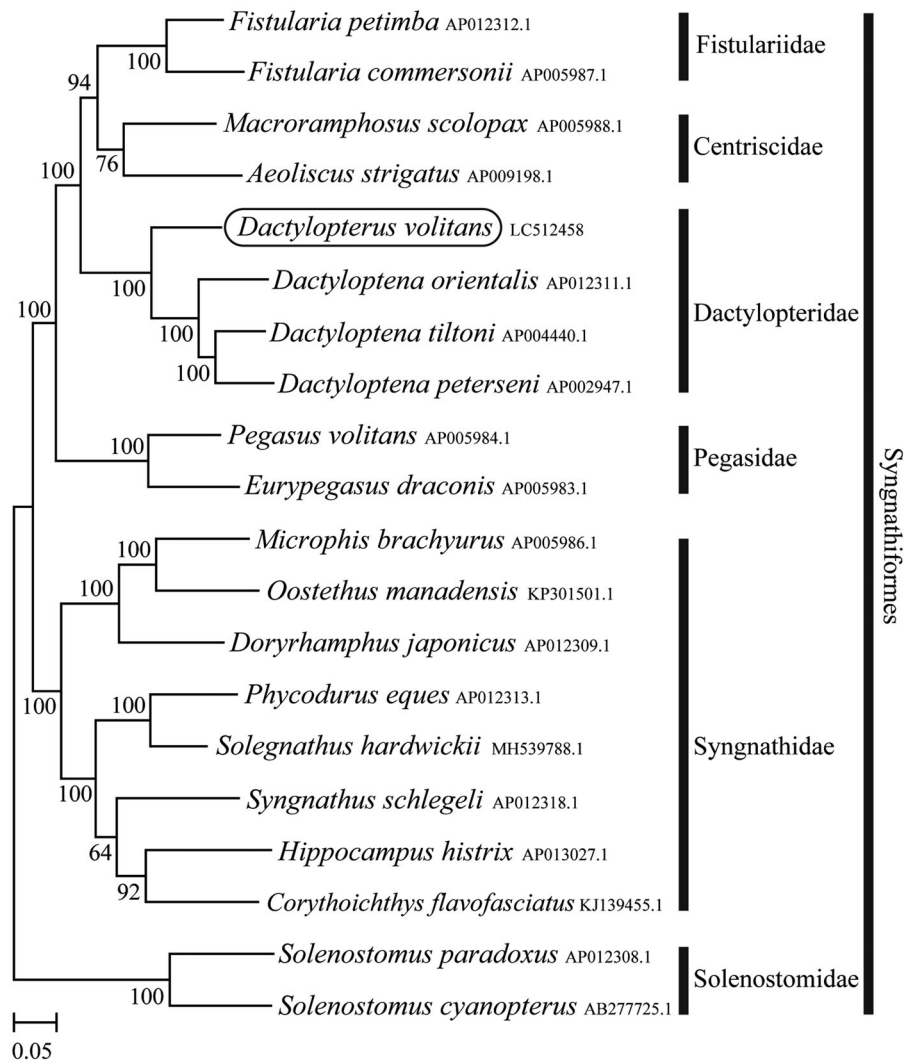 Fistularia petimba AP012312.1
100
Fistulariidae
Fistularia commersonii AP005987.1
94
Macroramphosus scolopax AP005988.1
76
Centriscidae
Aeoliscus strigatus AP009198.1
100
Dactylopterus volitans LC512458
100
Dactyloptena orientalis AP012311.1
100
Dactylopteridae
Dactyloptena tiltoni AP004440.1
100
Dactyloptena peterseni AP002947.1
100
Pegasus volitans AP005984.1
100
Pegasidae
Eurypegasus draconis AP005983.1
Syngnathiformes
Microphis brachyurus AP005986.1
100
Oostethus manadensis KP301501.1
100
Doryrhamphus japonicus AP012309.1
100
Phycodurus eques AP012313.1
100
Solegnathus hardwickii MH539788.1
Syngnathidae
100
Syngnathus schlegeli AP012318.1
64
Hippocampus histrix AP013027.1
92
Corythoichthys flavofasciatus KJ139455.1
Solenostomus paradoxus AP012308.1
100
Solenostomidae
Solenostomus cyanopterus AB277725.1
0.05